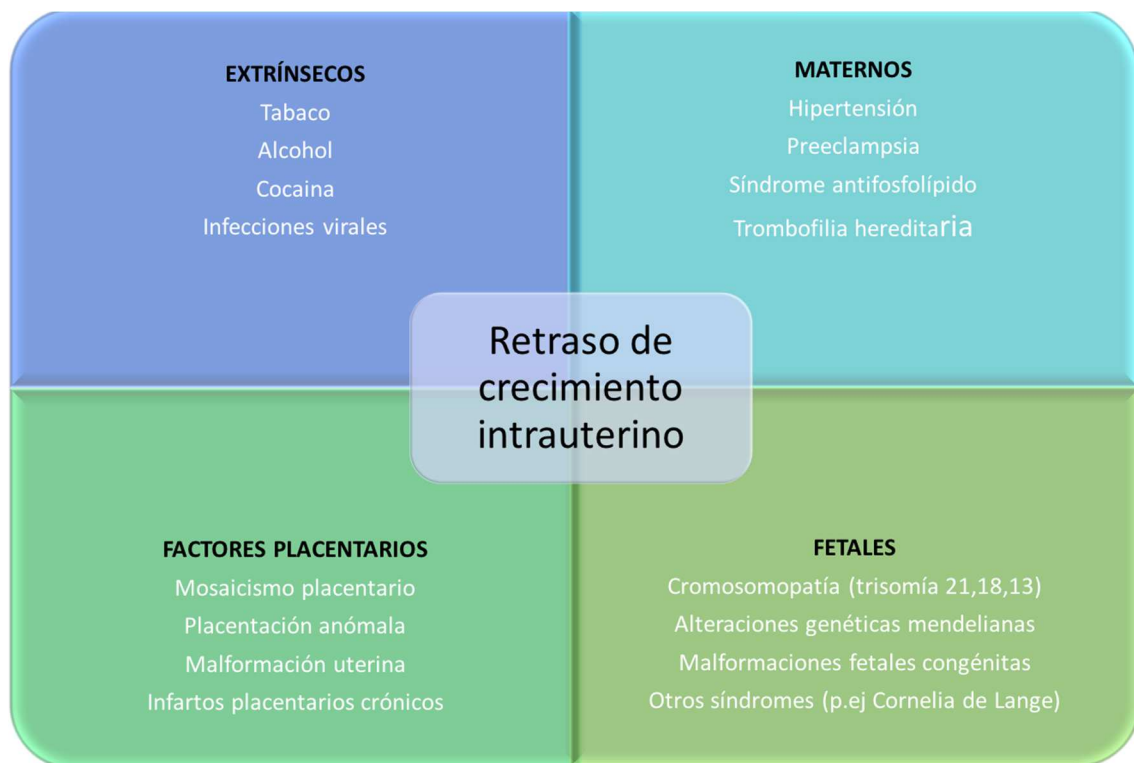 EXTRÍNSECOS
Tabaco
Alcohol
Cocaina
Infecciones virales
MATERNOS
Hipertensión
Preeclampsia
Síndrome antifosfolípido
Trombofilia hereditaria
Retraso de
crecimiento
intrauterino
FACTORES PLACENTARIOS
Mosaicismo placentario
Placentación anómala
Malformación uterina
Infartos placentarios crónicos
FETALES
Cromosomopatía (trisomía 21,18,13)
Alteraciones genéticas mendelianas
Malformaciones fetales congénitas
Otros síndromes (p.ej Cornelia de Lange)